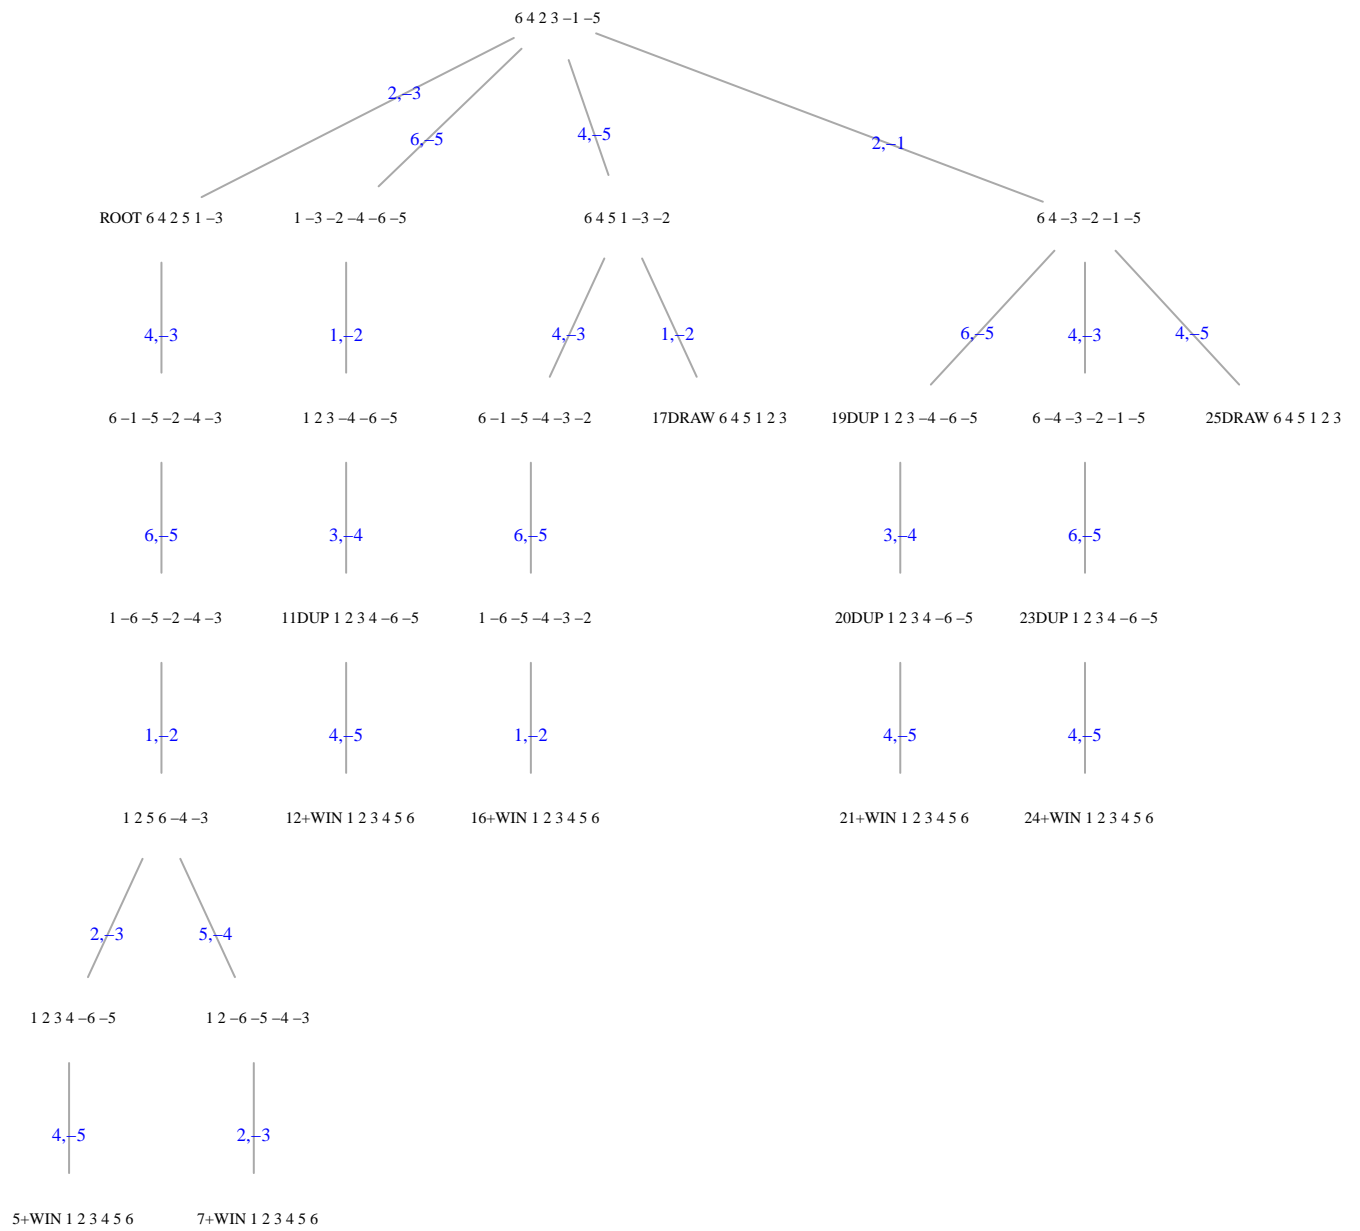 6 4 2 3 –1 –5
2,–3
6,–5
4,–5
2,–1
ROOT 6 4 2 5 1 –3
1 –3 –2 –4 –6 –5
6 4 5 1 –3 –2
6 4 –3 –2 –1 –5
4,–3
1,–2
4,–3
1,–2
6,–5
4,–3
4,–5
6 –1 –5 –2 –4 –3
1 2 3 –4 –6 –5
6 –1 –5 –4 –3 –2
17DRAW 6 4 5 1 2 3
19DUP 1 2 3 –4 –6 –5
6 –4 –3 –2 –1 –5
25DRAW 6 4 5 1 2 3
6,–5
3,–4
6,–5
3,–4
6,–5
1 –6 –5 –2 –4 –3
11DUP 1 2 3 4 –6 –5
1 –6 –5 –4 –3 –2
20DUP 1 2 3 4 –6 –5
23DUP 1 2 3 4 –6 –5
1,–2
4,–5
1,–2
4,–5
4,–5
1 2 5 6 –4 –3
12+WIN 1 2 3 4 5 6
16+WIN 1 2 3 4 5 6
21+WIN 1 2 3 4 5 6
24+WIN 1 2 3 4 5 6
2,–3
5,–4
1 2 3 4 –6 –5
1 2 –6 –5 –4 –3
4,–5
2,–3
5+WIN 1 2 3 4 5 6
7+WIN 1 2 3 4 5 6